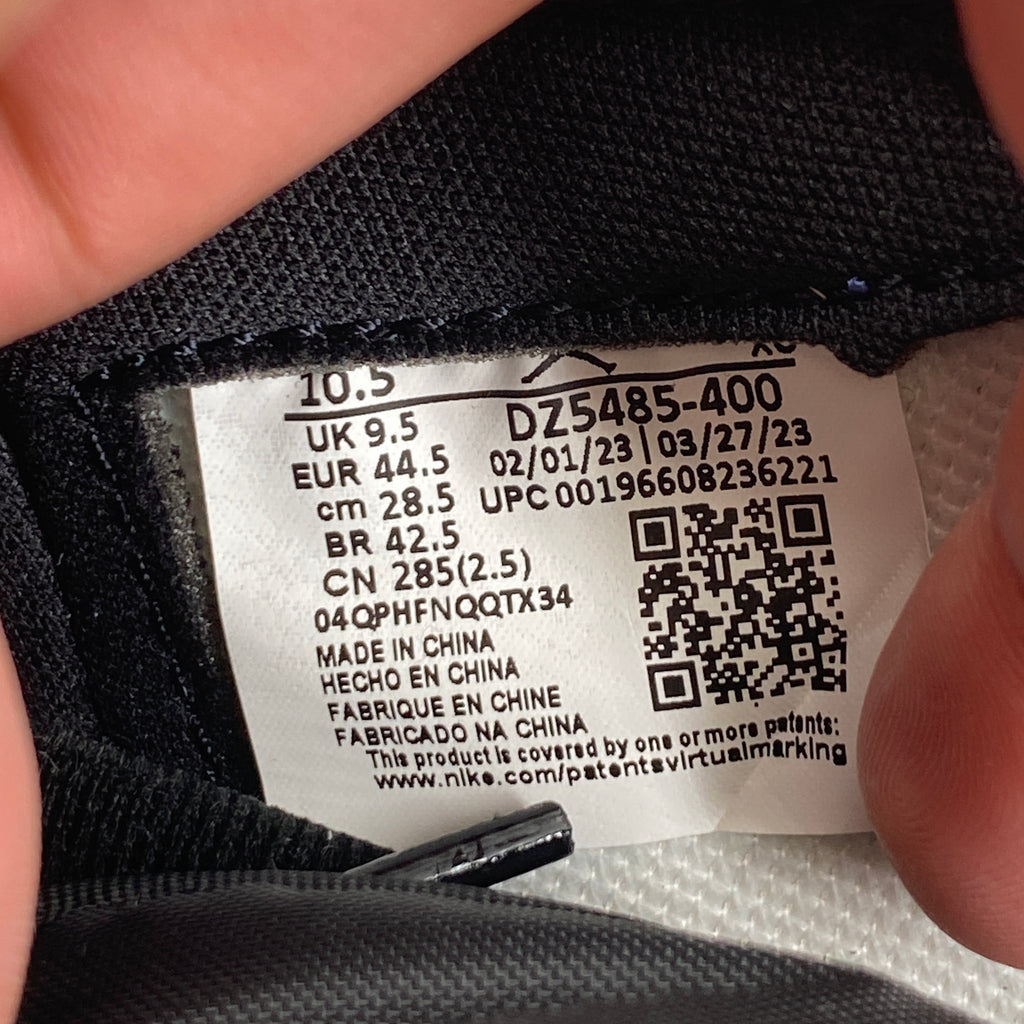 10.5
UK 9.5
EUR 44.5
cm 28.5
BR 42.5
CN 285(2.5)
04QPHFNQQTX34
DZ5485-400
02/01/23 | 03/27/23
UPC 00196608236221
MADE IN CHINA
HECHO EN CHINA
FABRIQUE EN CHINE
FABRICADO NA CHINA
This product is covered by one or more patents:
www.nike.com/patentsvirtualmarking